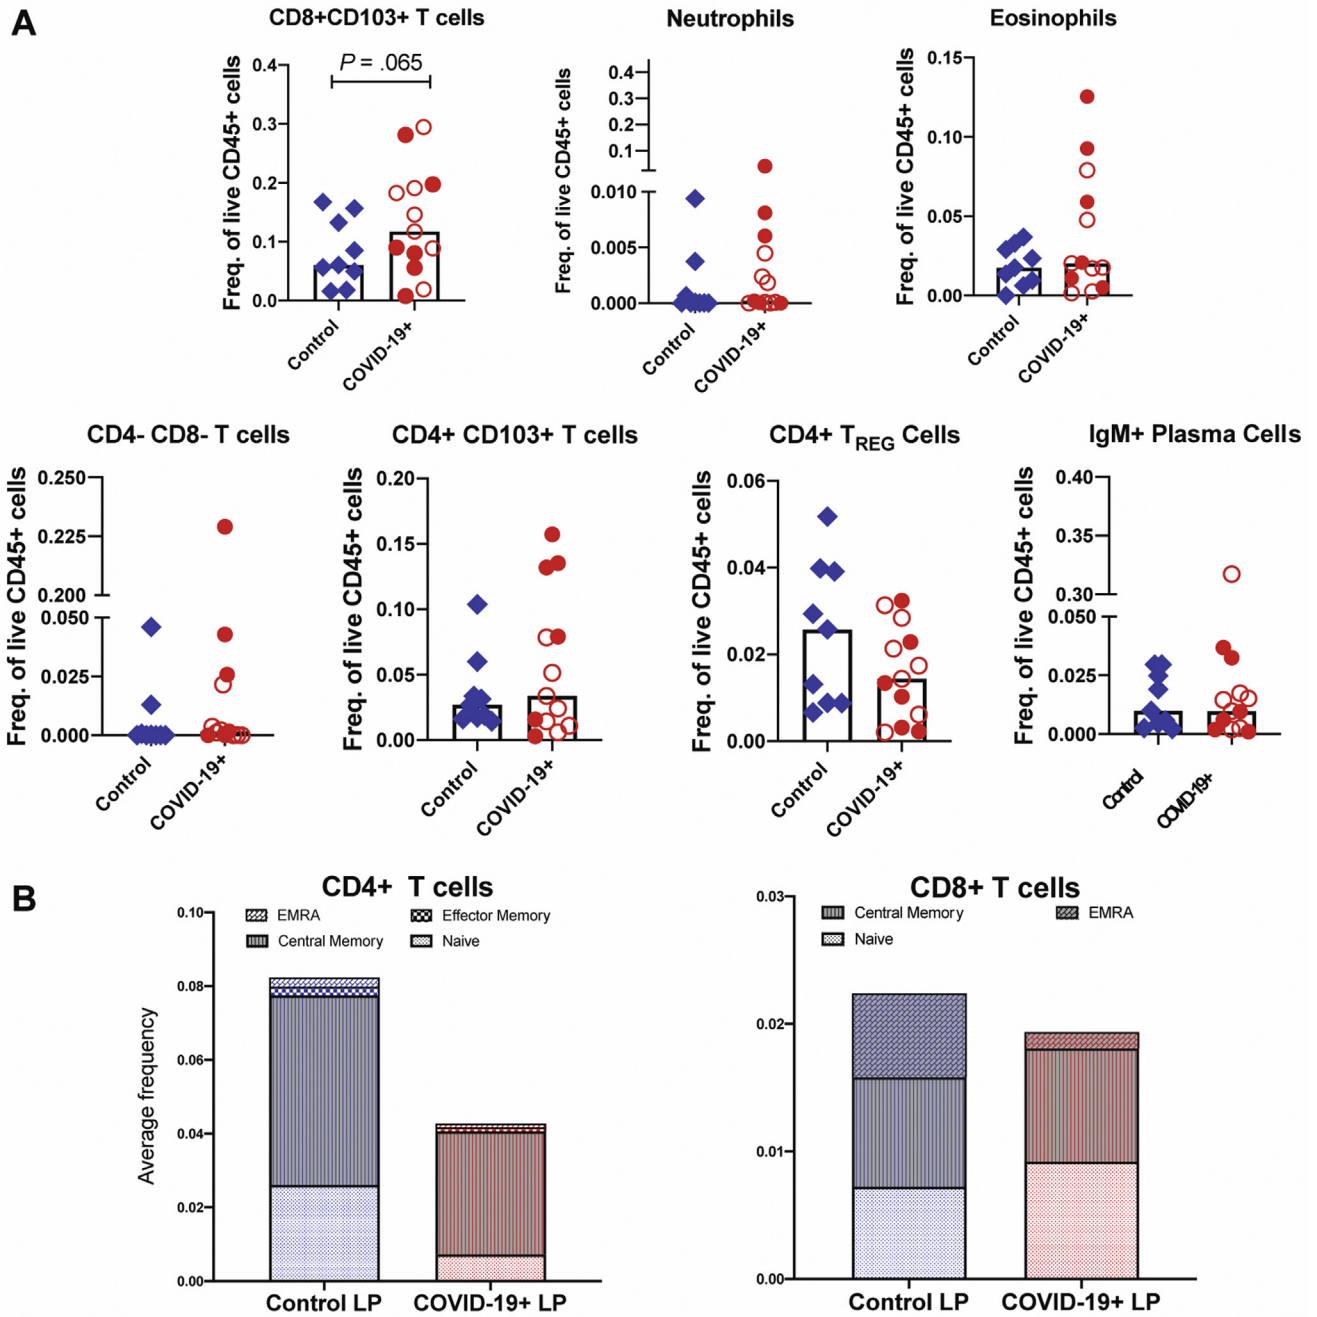 A
CD8+CD103+ T cells
Freq. of live CD45+ cells
0.4
0.3
0.2
0.1
0.0
P = .065
Control
COVID-19+
Neutrophils
Freq. of live CD45+ cells
0.4
0.3
0.2
0.1
0.010
0.005
0.000
Control
COVID-19+
Eosinophils
Freq. of live CD45+ cells
0.15
0.10
0.05
0.00
Control
COVID-19+
CD4- CD8- T cells
Freq. of live CD45+ cells
0.250
0.225
0.200
0.050
0.025
0.000
Control
COVID-19+
CD4+ CD103+ T cells
Freq. of live CD45+ cells
0.20
0.15
0.10
0.05
0.00
Control
COVID-19+
CD4+ TREG Cells
Freq. of live CD45+ cells
0.06
0.04
0.02
0.00
Control
COVID-19+
IgM+ Plasma Cells
Freq. of live CD45+ cells
0.40
0.35
0.30
0.050
0.025
0.000
Control
COVID-19+
B
CD4+ T cells
EMRA
Effector Memory
Central Memory
Naive
Average frequency
0.10
0.08
0.06
0.04
0.02
0.00
Control LP
COVID-19+ LP
CD8+ T cells
Central Memory
EMRA
Naive
0.03
0.02
0.01
0.00
Control LP
COVID-19+ LP